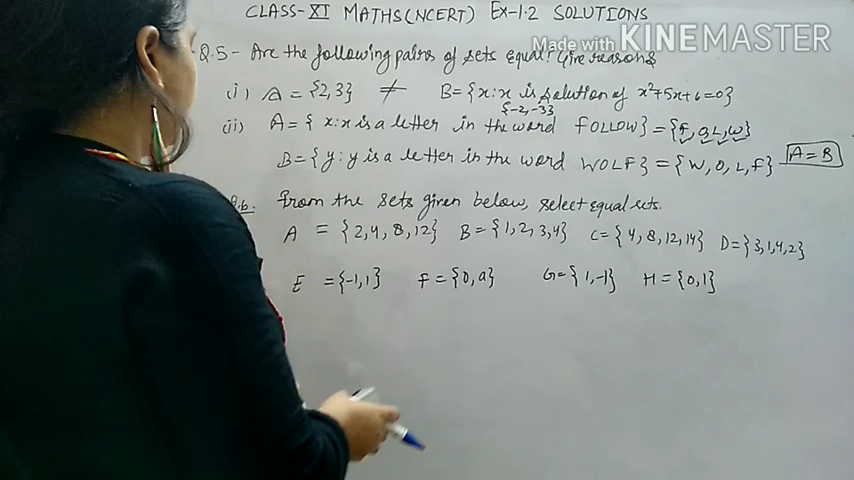 CLASS-XI MATHS(NCERT) Ex-1.2 SOLUTIONS
Made with KINEMASTER
Q.5- Are the following pairs of sets equal? Give reasons
(i) A = {2,3} ≠ B={x:x is solution of x²+5x+6=0}
{-2,-3}
(ii) A={ x:x is a letter in the word FOLLOW} = {F, O, L, W}
B={y: y is a letter in the word WOLF} = {W, O, L, F} A=B
Q.6. From the sets given below, select equal sets.
A = {2,4,8,12} B={1,2,3,4} C={4,8,12,14} D={3,1,4,2}
E ={-1,1} F={0,a} G={1,-1} H={0,1}